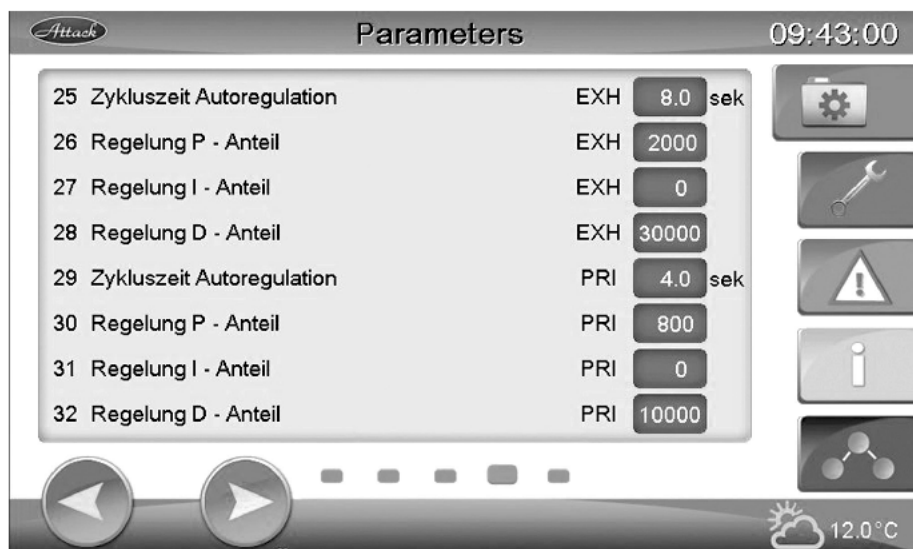 Attack Parameters 09:43:00
25 Zykluszeit Autoregulation EXH 8.0 sek
26 Regelung P - Anteil EXH 2000
27 Regelung I - Anteil EXH 0
28 Regelung D - Anteil EXH 30000
29 Zykluszeit Autoregulation PRI 4.0 sek
30 Regelung P - Anteil PRI 800
31 Regelung I - Anteil PRI 0
32 Regelung D - Anteil PRI 10000
12.0°C